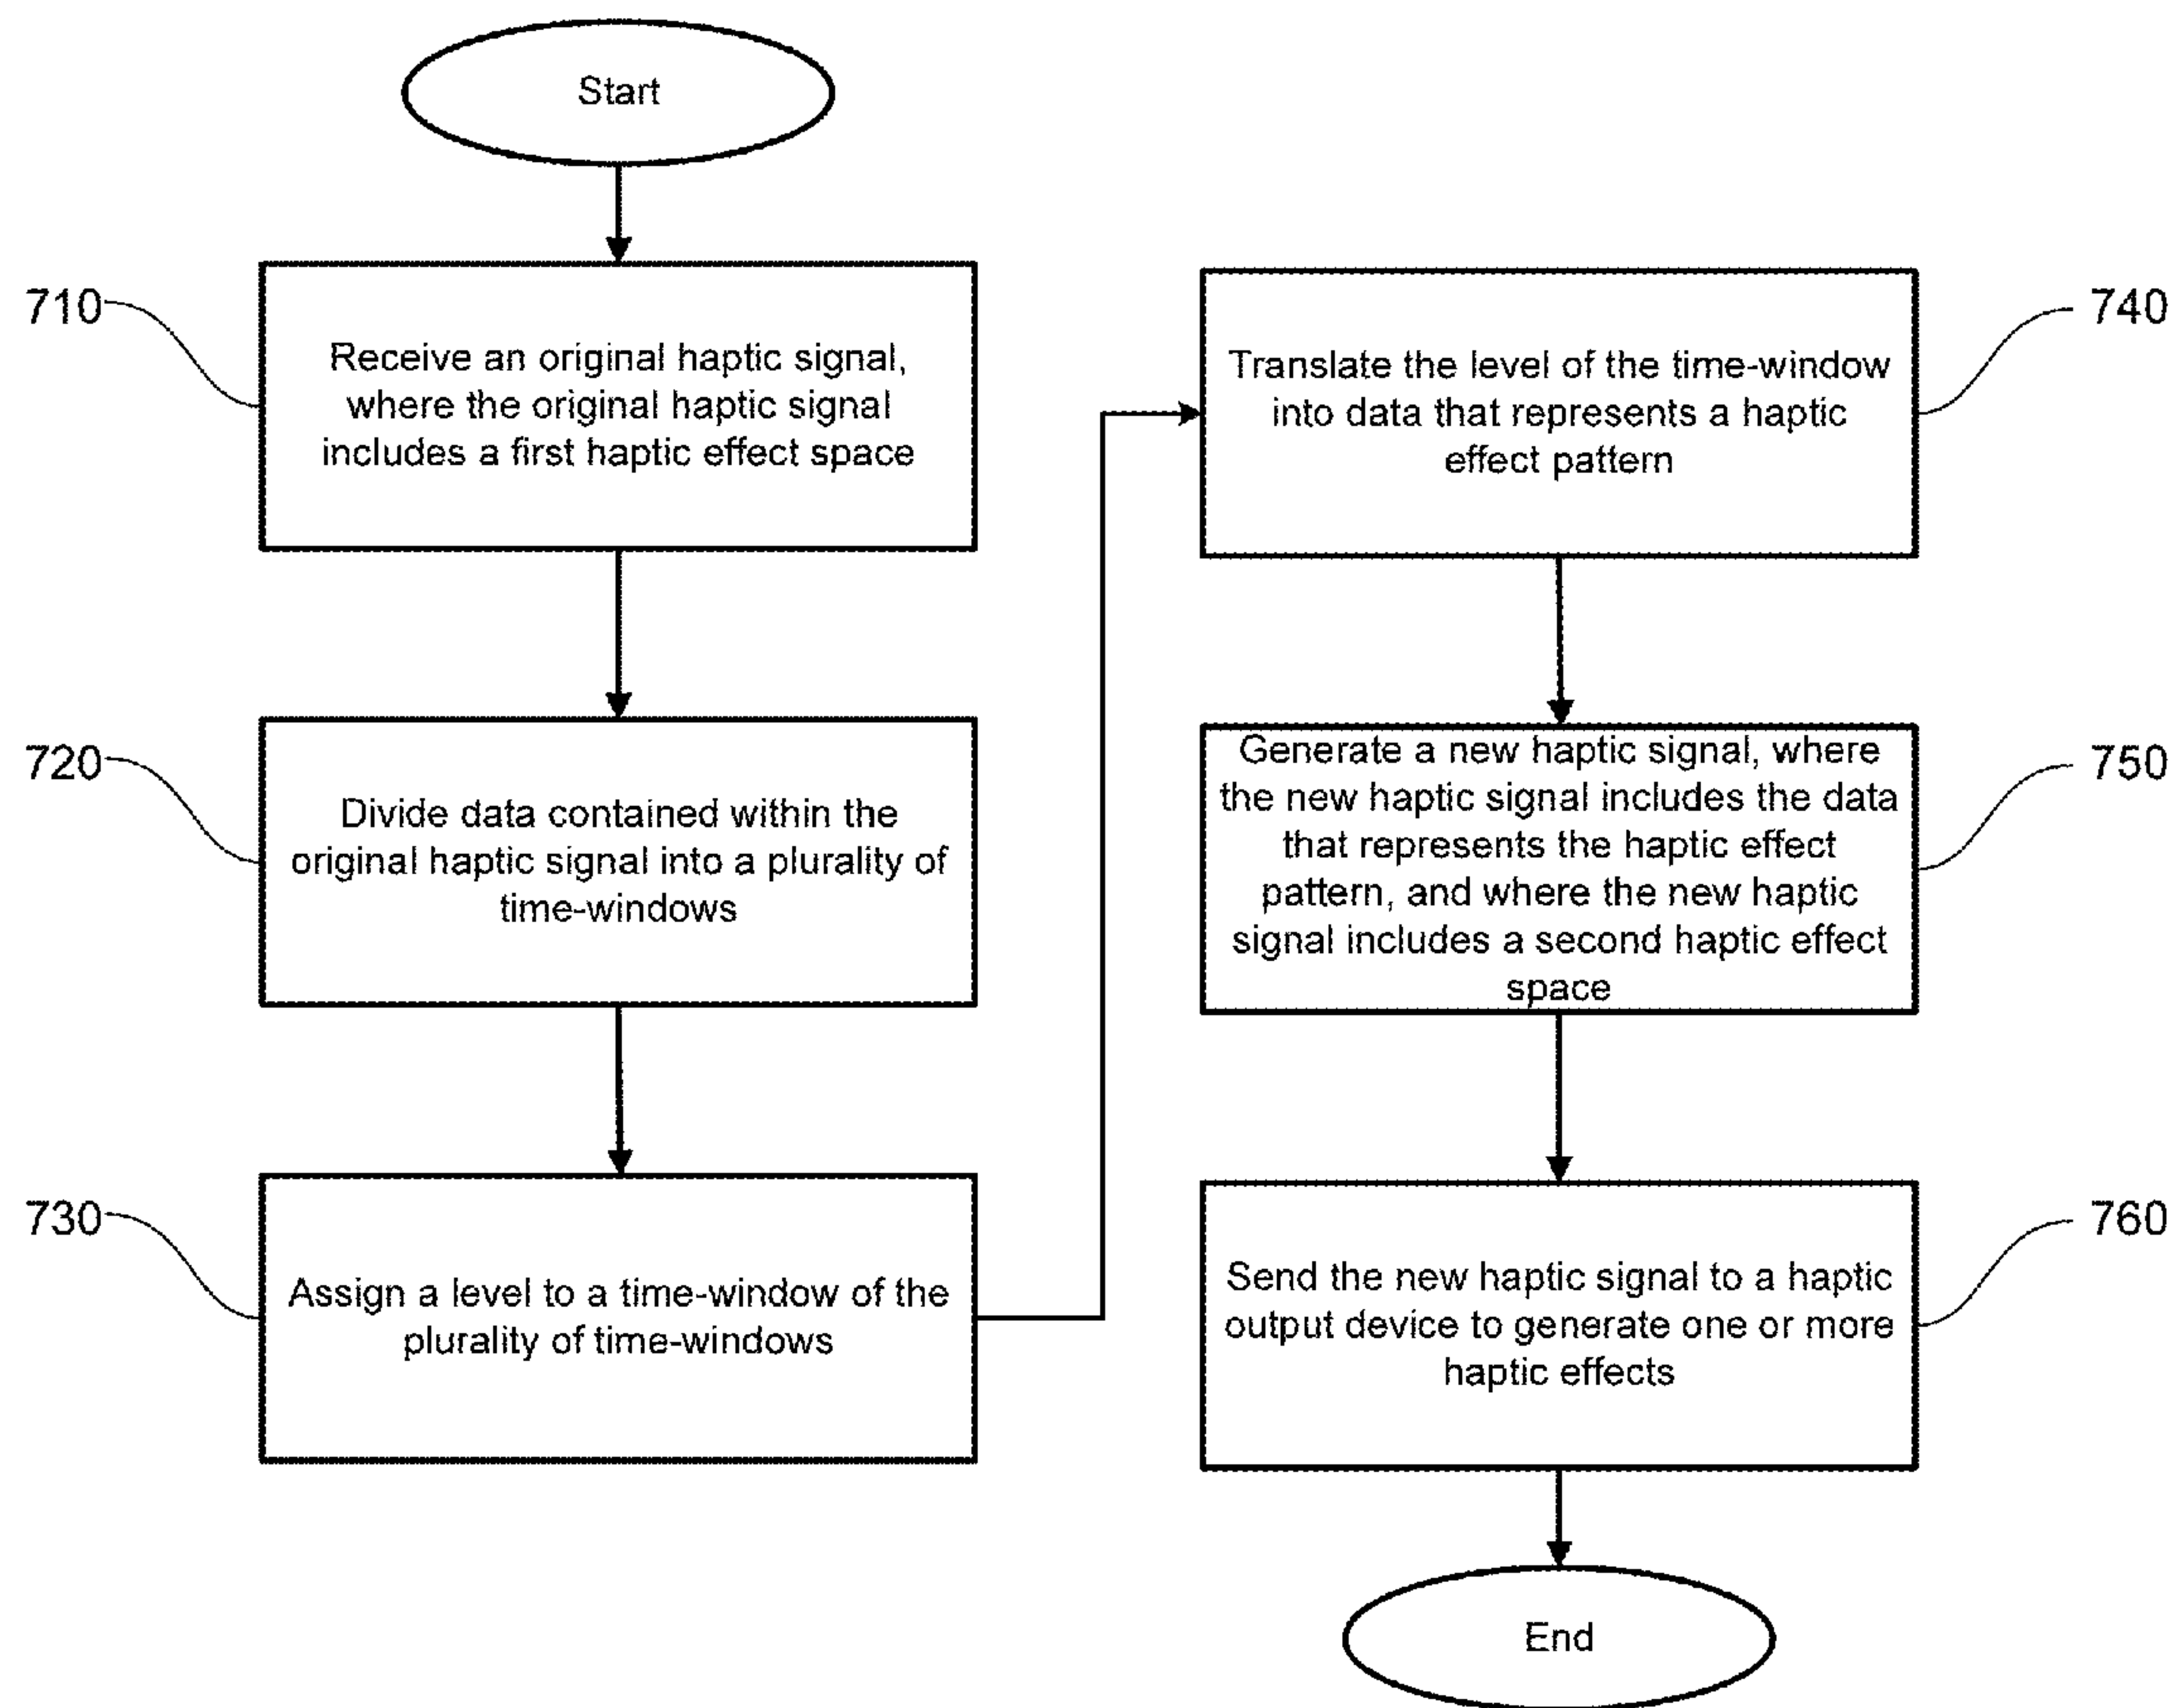 Start
710
Receive an original haptic signal,
where the original haptic signal
includes a first haptic effect space
720
Divide data contained within the
original haptic signal into a plurality of
time-windows
730
Assign a level to a time-window of the
plurality of time-windows
740
Translate the level of the time-window
into data that represents a haptic
effect pattern
750
Generate a new haptic signal, where
the new haptic signal includes the data
that represents the haptic effect
pattern, and where the new haptic
signal includes a second haptic effect
space
760
Send the new haptic signal to a haptic
output device to generate one or more
haptic effects
End